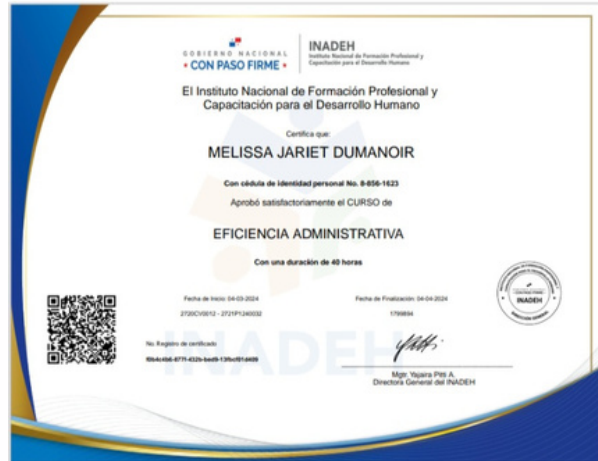 GOBIERNO NACIONAL
★ CON PASO FIRME ★
INADEH
Instituto Nacional de Formación Profesional y
Capacitación para el Desarrollo Humano
El Instituto Nacional de Formación Profesional y
Capacitación para el Desarrollo Humano
Certifica que:
MELISSA JARIET DUMANOIR
Con cédula de identidad personal No. 8-856-1623
Aprobó satisfactoriamente el CURSO de
EFICIENCIA ADMINISTRATIVA
Con una duración de 40 horas
Fecha de Inicio: 04-03-2024
Fecha de Finalización: 04-04-2024
2720CV0012 - 2721P1240032
1799894
INADEH
No. Registro de certificado
INADEH
Mgtr. Yajaira Pitti A.
Directora General del INADEH